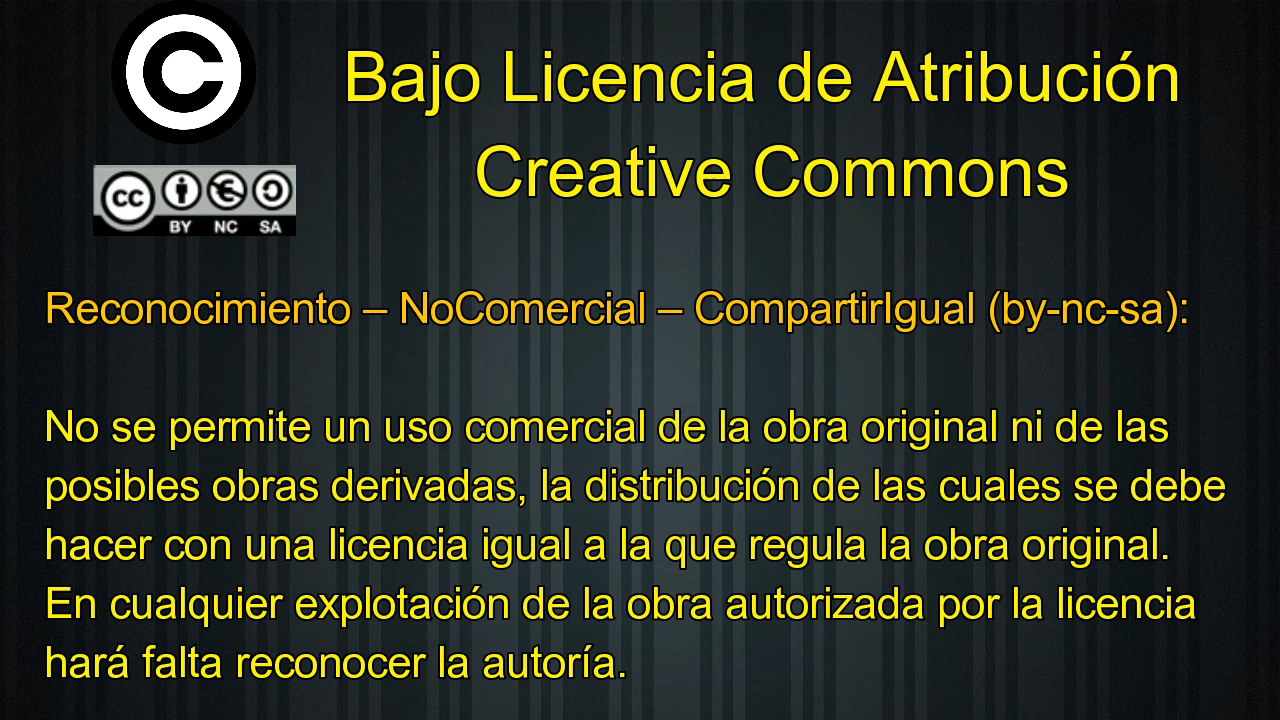 Bajo Licencia de Atribución
Creative Commons
cc
BY NC SA
Reconocimiento – NoComercial – CompartirIgual (by-nc-sa):
No se permite un uso comercial de la obra original ni de las
posibles obras derivadas, la distribución de las cuales se debe
hacer con una licencia igual a la que regula la obra original.
En cualquier explotación de la obra autorizada por la licencia
hará falta reconocer la autoría.